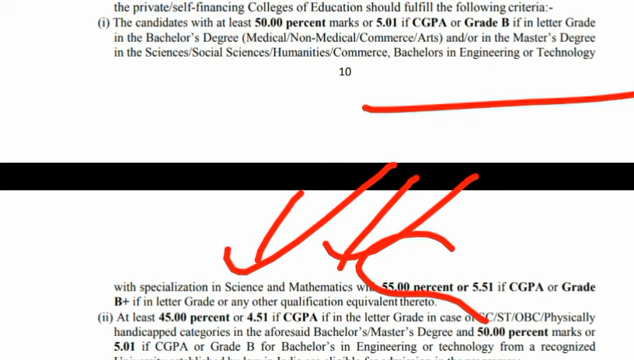 the private/self-financing Colleges of Education should fulfill the following criteria:-
(i) The candidates with at least 50.00 percent marks or 5.01 if CGPA or Grade B if in letter Grade
in the Bachelor's Degree (Medical/Non-Medical/Commerce/Arts) and/or in the Master's Degree
in the Sciences/Social Sciences/Humanities/Commerce, Bachelors in Engineering or Technology
10
with specialization in Science and Mathematics with 55.00 percent or 5.51 if CGPA or Grade
B+ if in letter Grade or any other qualification equivalent thereto.
(ii) At least 45.00 percent or 4.51 if CGPA if in the letter Grade in case of SC/ST/OBC/Physically
handicapped categories in the aforesaid Bachelor's/Master's Degree and 50.00 percent marks or
5.01 if CGPA or Grade B for Bachelor's in Engineering or technology from a recognized